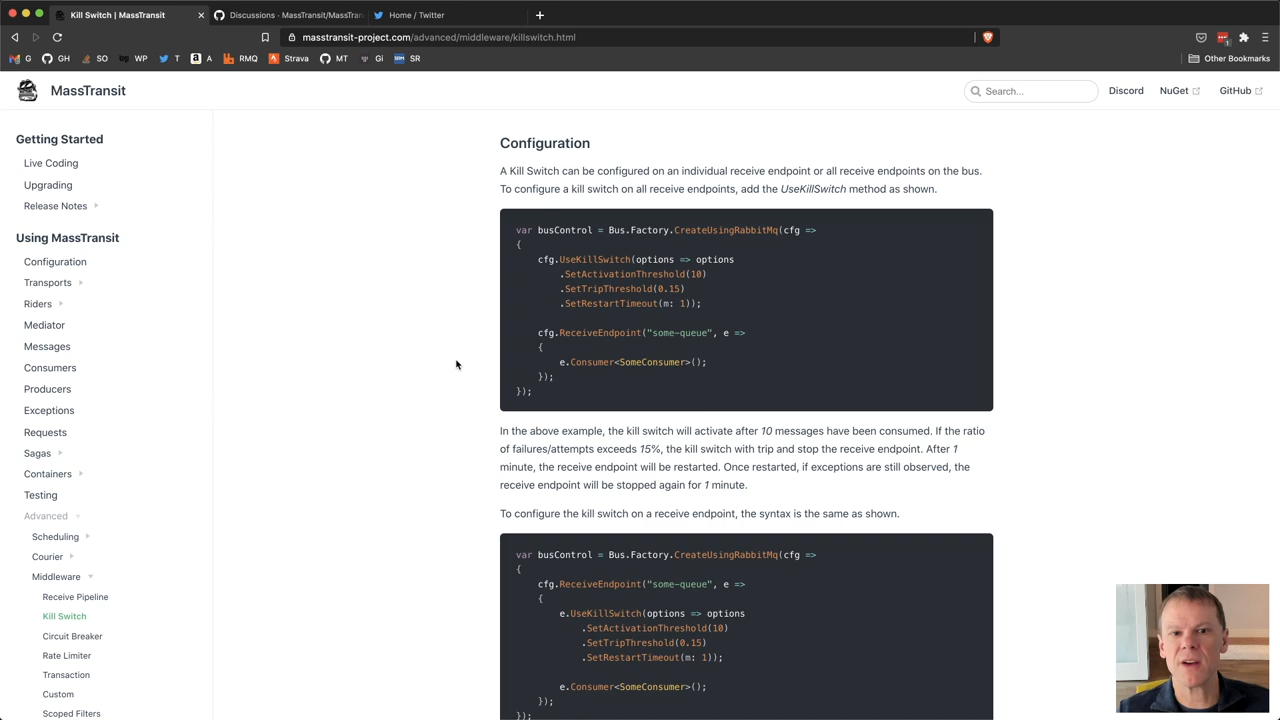 Kill Switch | MassTransit
Discussions · MassTransit/MassTran
Home / Twitter
masstransit-project.com/advanced/middleware/killswitch.html
1
G GH SO WP T A RMQ Strava MT Gi SR
Other Bookmarks
MassTransit
Search...
Discord NuGet GitHub
Getting Started
Live Coding
Upgrading
Release Notes
Using MassTransit
Configuration
Transports
Riders
Mediator
Messages
Consumers
Producers
Exceptions
Requests
Sagas
Containers
Testing
Advanced
Scheduling
Courier
Middleware
Receive Pipeline
Kill Switch
Circuit Breaker
Rate Limiter
Transaction
Custom
Scoped Filters
Configuration
A Kill Switch can be configured on an individual receive endpoint or all receive endpoints on the bus.
To configure a kill switch on all receive endpoints, add the UseKillSwitch method as shown.
var busControl = Bus.Factory.CreateUsingRabbitMq(cfg =>
{
cfg.UseKillSwitch(options => options
.SetActivationThreshold(10)
.SetTripThreshold(0.15)
.SetRestartTimeout(m: 1));
cfg.ReceiveEndpoint("some-queue", e =>
{
e.Consumer<SomeConsumer>();
});
});
In the above example, the kill switch will activate after 10 messages have been consumed. If the ratio
of failures/attempts exceeds 15%, the kill switch with trip and stop the receive endpoint. After 1
minute, the receive endpoint will be restarted. Once restarted, if exceptions are still observed, the
receive endpoint will be stopped again for 1 minute.
To configure the kill switch on a receive endpoint, the syntax is the same as shown.
var busControl = Bus.Factory.CreateUsingRabbitMq(cfg =>
{
cfg.ReceiveEndpoint("some-queue", e =>
{
e.UseKillSwitch(options => options
.SetActivationThreshold(10)
.SetTripThreshold(0.15)
.SetRestartTimeout(m: 1));
e.Consumer<SomeConsumer>();
});
});